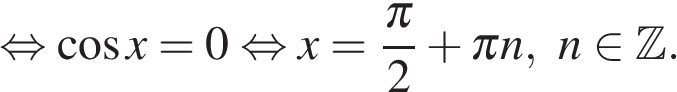 ⇔ cos x = 0 ⇔ x = π/2 + πn, n ∈ ℤ.